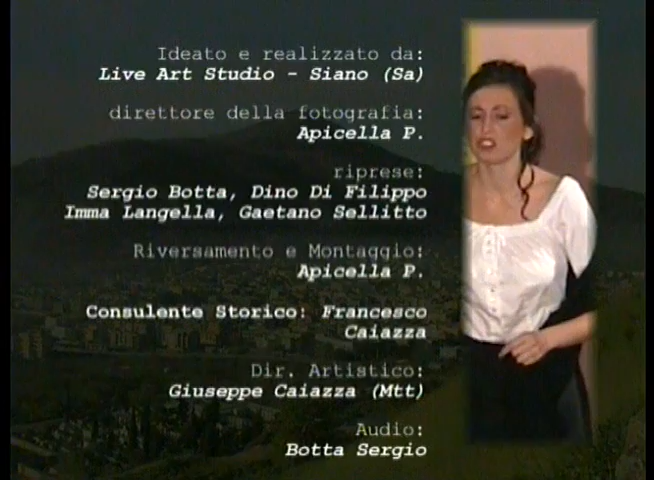 Ideato e realizzato da:
Live Art Studio - Siano (Sa)
direttore della fotografia:
Apicella P.
riprese:
Sergio Botta, Dino Di Filippo
Imma Langella, Gaetano Sellitto
Riversamento e Montaggio:
Apicella P.
Consulente Storico: Francesco
Caiazza
Dir. Artistico:
Giuseppe Caiazza (Mtt)
Audio:
Botta Sergio